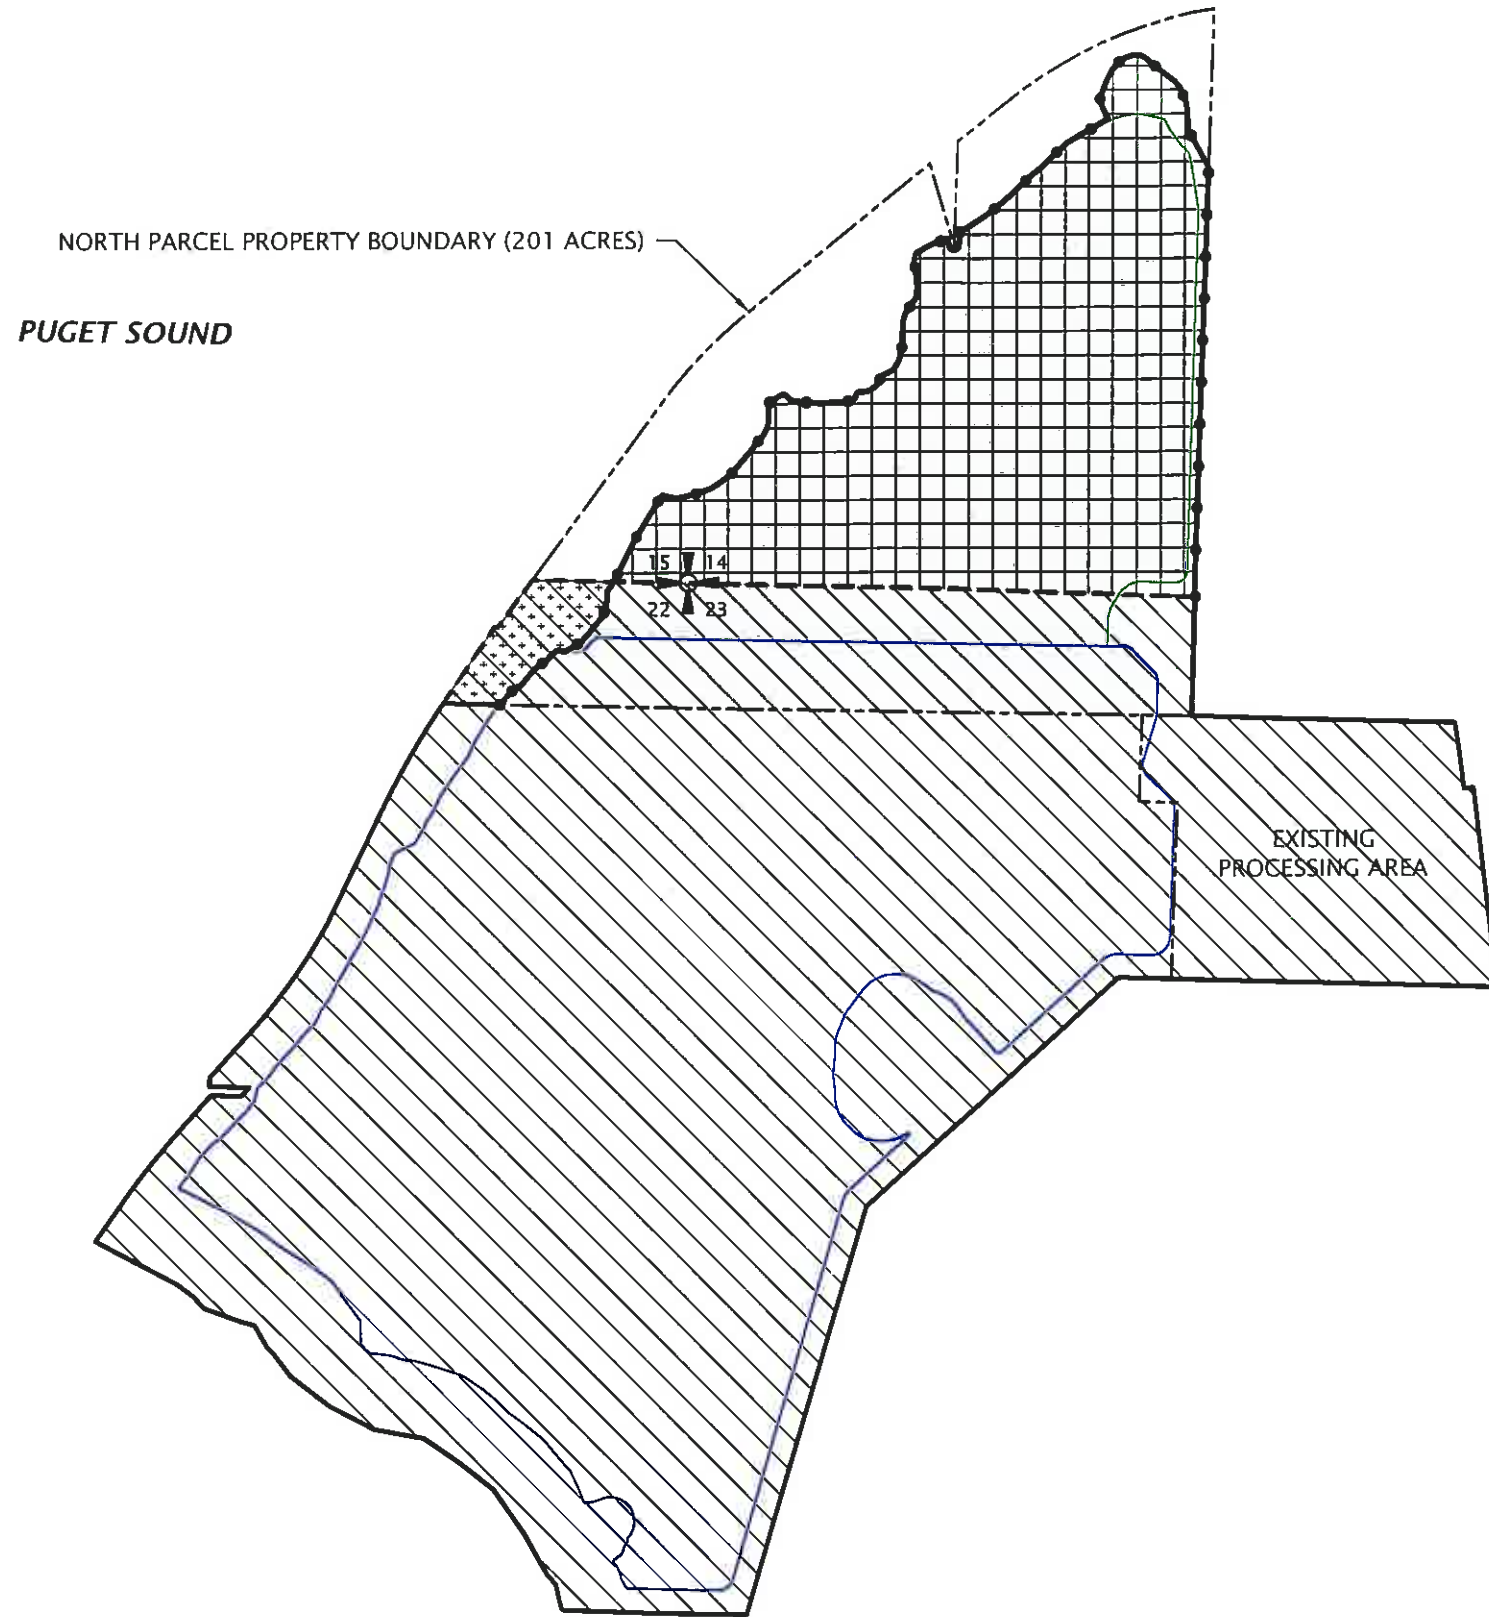 NORTH PARCEL PROPERTY BOUNDARY (201 ACRES)
PUGET SOUND
15 14
22 23
EXISTING
PROCESSING AREA